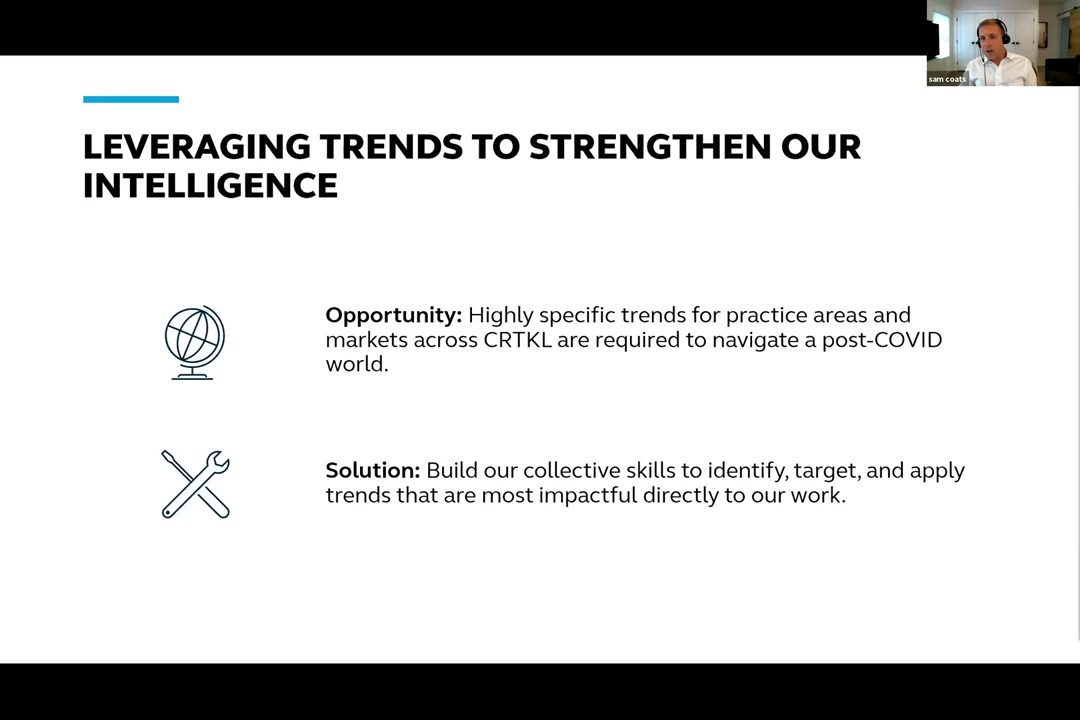 sam coats
LEVERAGING TRENDS TO STRENGTHEN OUR
INTELLIGENCE
Opportunity: Highly specific trends for practice areas and
markets across CRTKL are required to navigate a post-COVID
world.
Solution: Build our collective skills to identify, target, and apply
trends that are most impactful directly to our work.